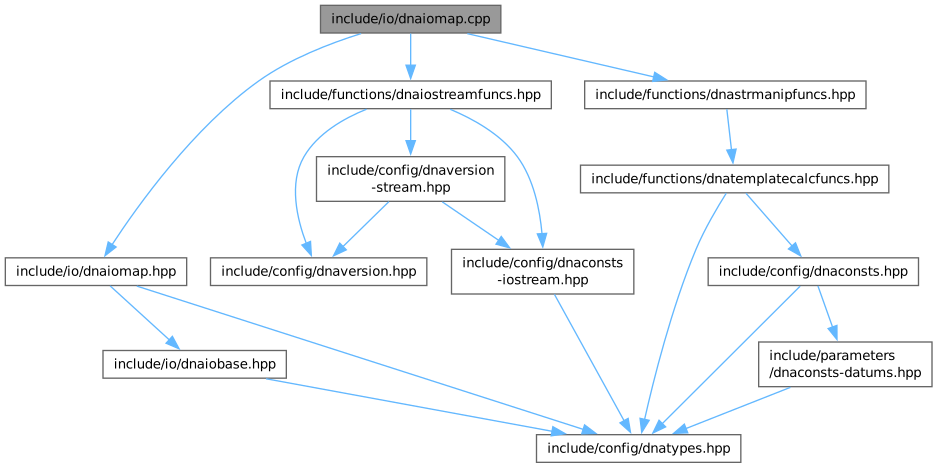 include/io/dnaiomap.cpp
include/functions/dnaiostreamfuncs.hpp
include/functions/dnastrmanipfuncs.hpp
include/config/dnaversion
-stream.hpp
include/functions/dnatemplatecalcfuncs.hpp
include/io/dnaiomap.hpp
include/config/dnaversion.hpp
include/config/dnaconsts
-iostream.hpp
include/config/dnaconsts.hpp
include/io/dnaiobase.hpp
include/parameters
/dnaconsts-datums.hpp
include/config/dnatypes.hpp